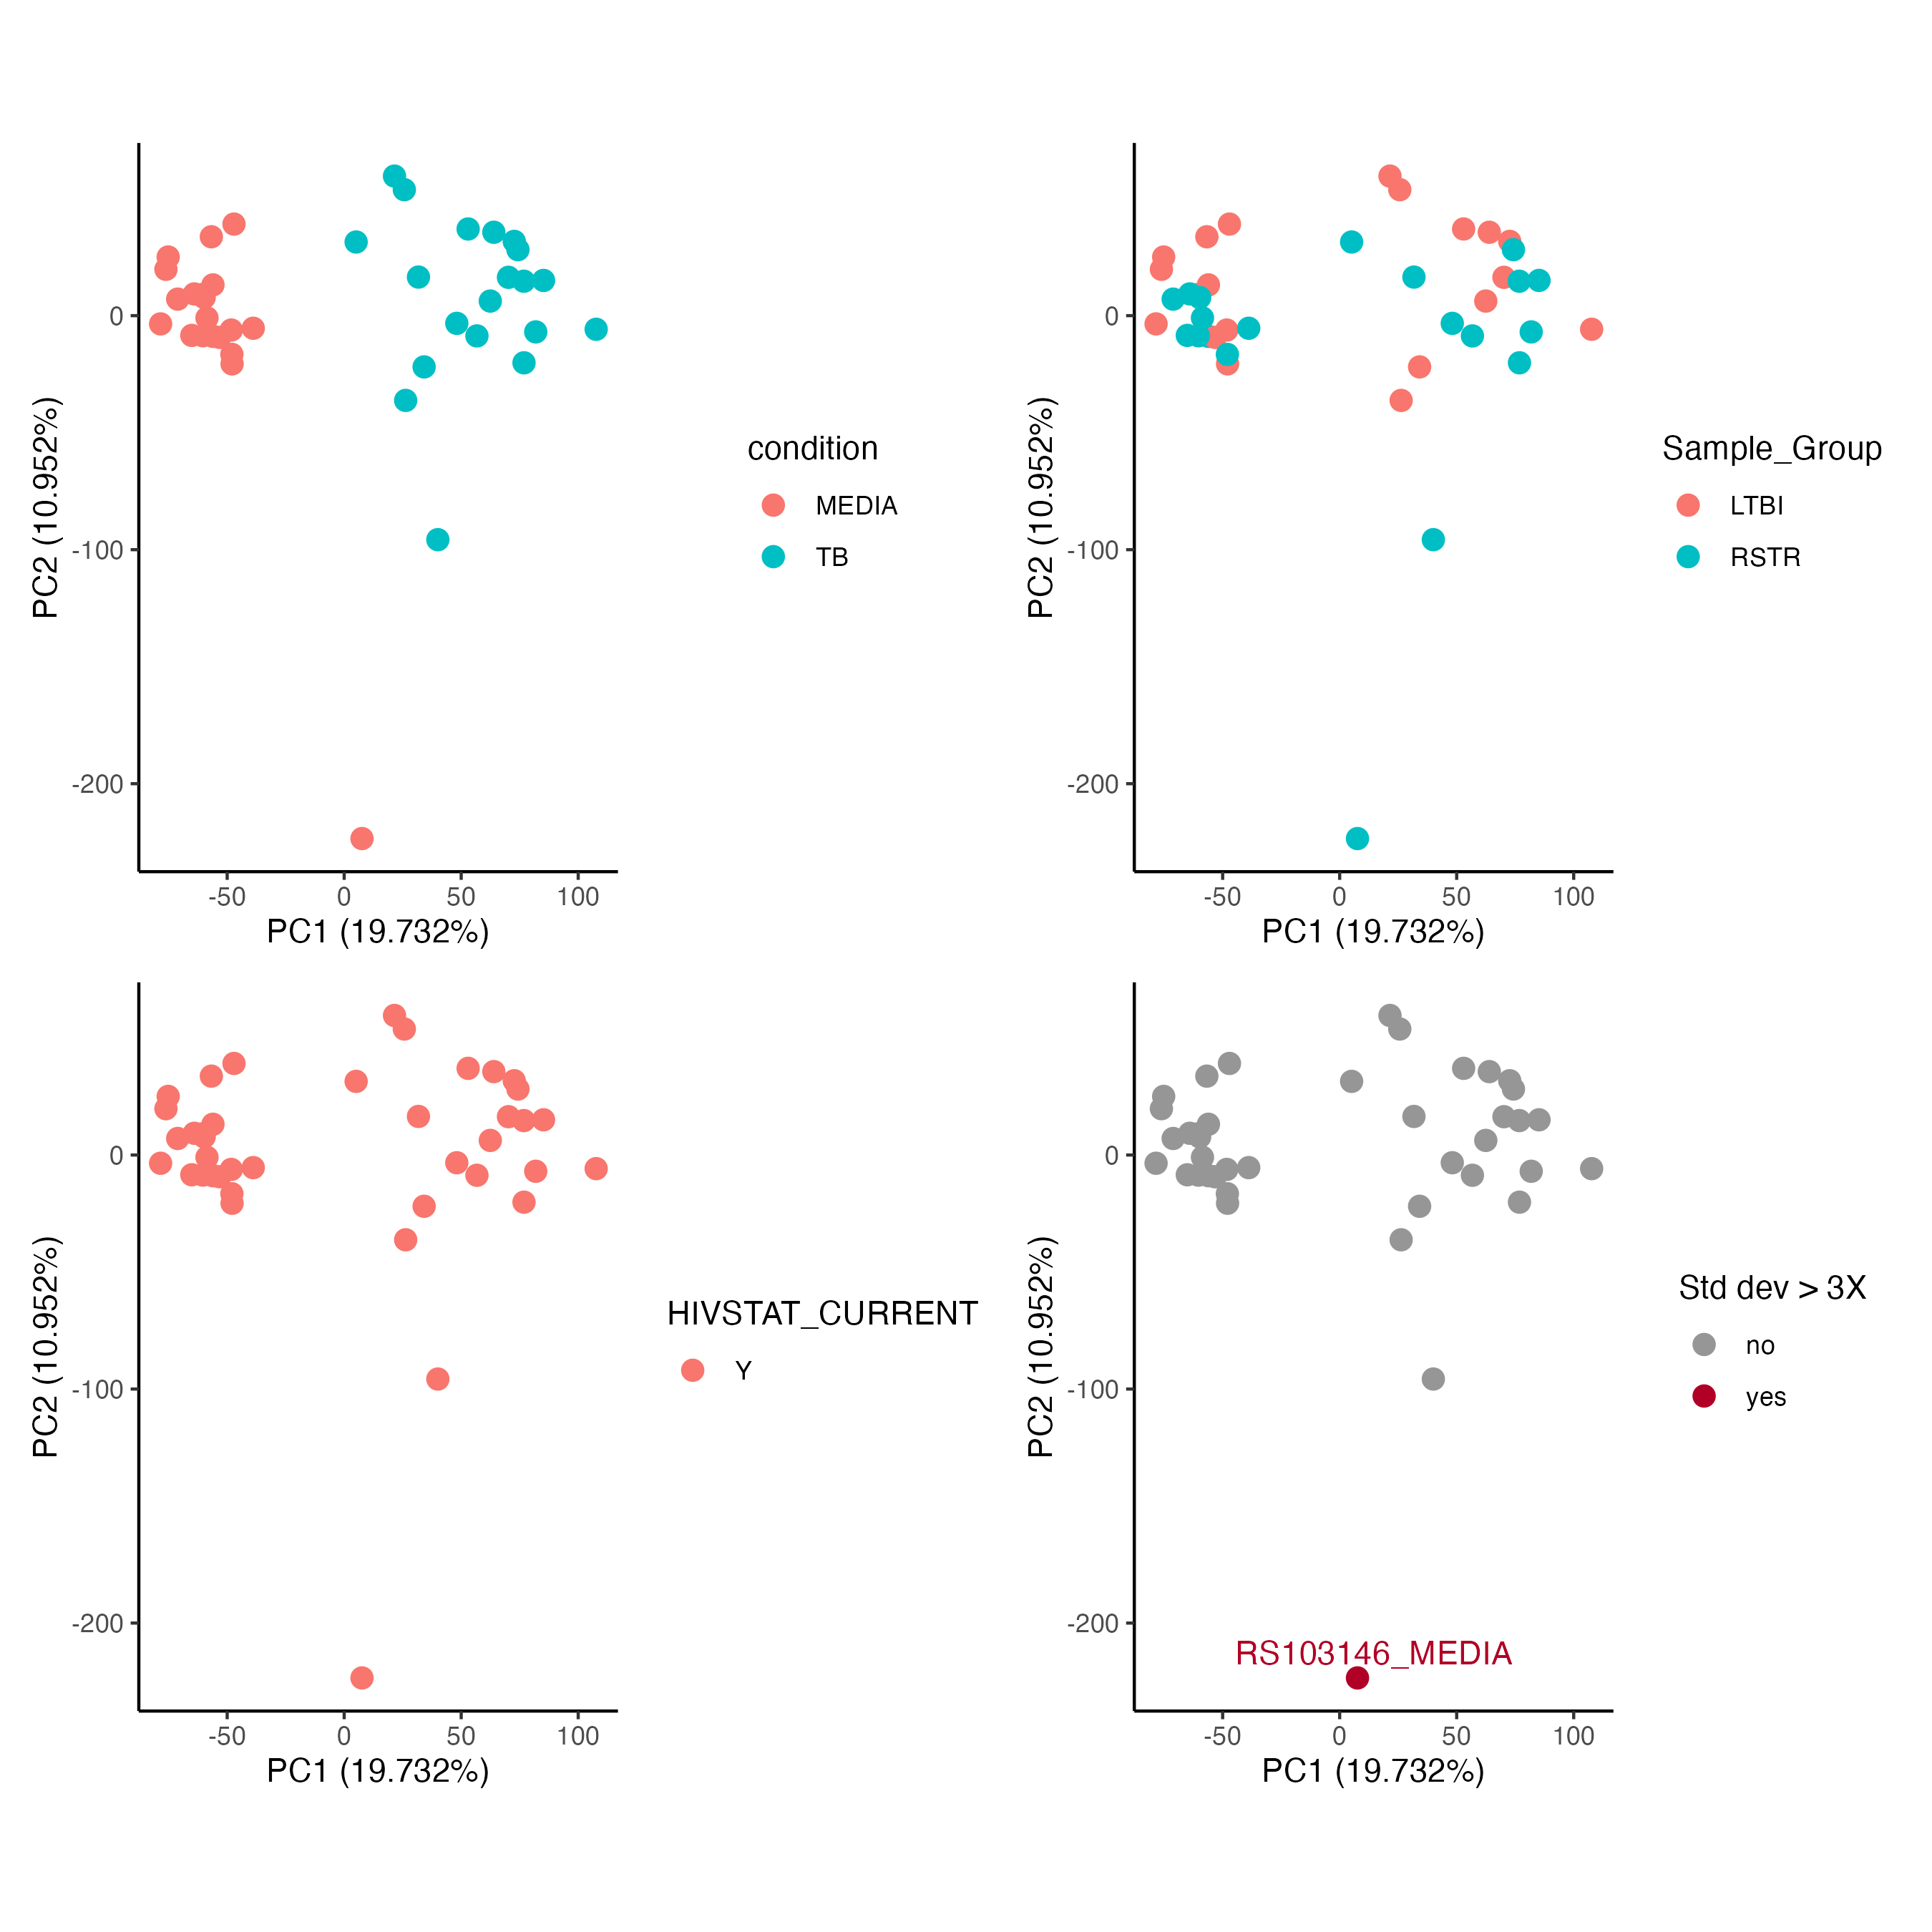 0
-100
-200
PC2 (10.952%)
-50 0 50 100
PC1 (19.732%)
condition
MEDIA
TB
0
-100
-200
PC2 (10.952%)
-50 0 50 100
PC1 (19.732%)
Sample_Group
LTBI
RSTR
0
-100
-200
PC2 (10.952%)
-50 0 50 100
PC1 (19.732%)
HIVSTAT_CURRENT
Y
0
-100
-200
PC2 (10.952%)
RS103146_MEDIA
-50 0 50 100
PC1 (19.732%)
Std dev > 3X
no
yes